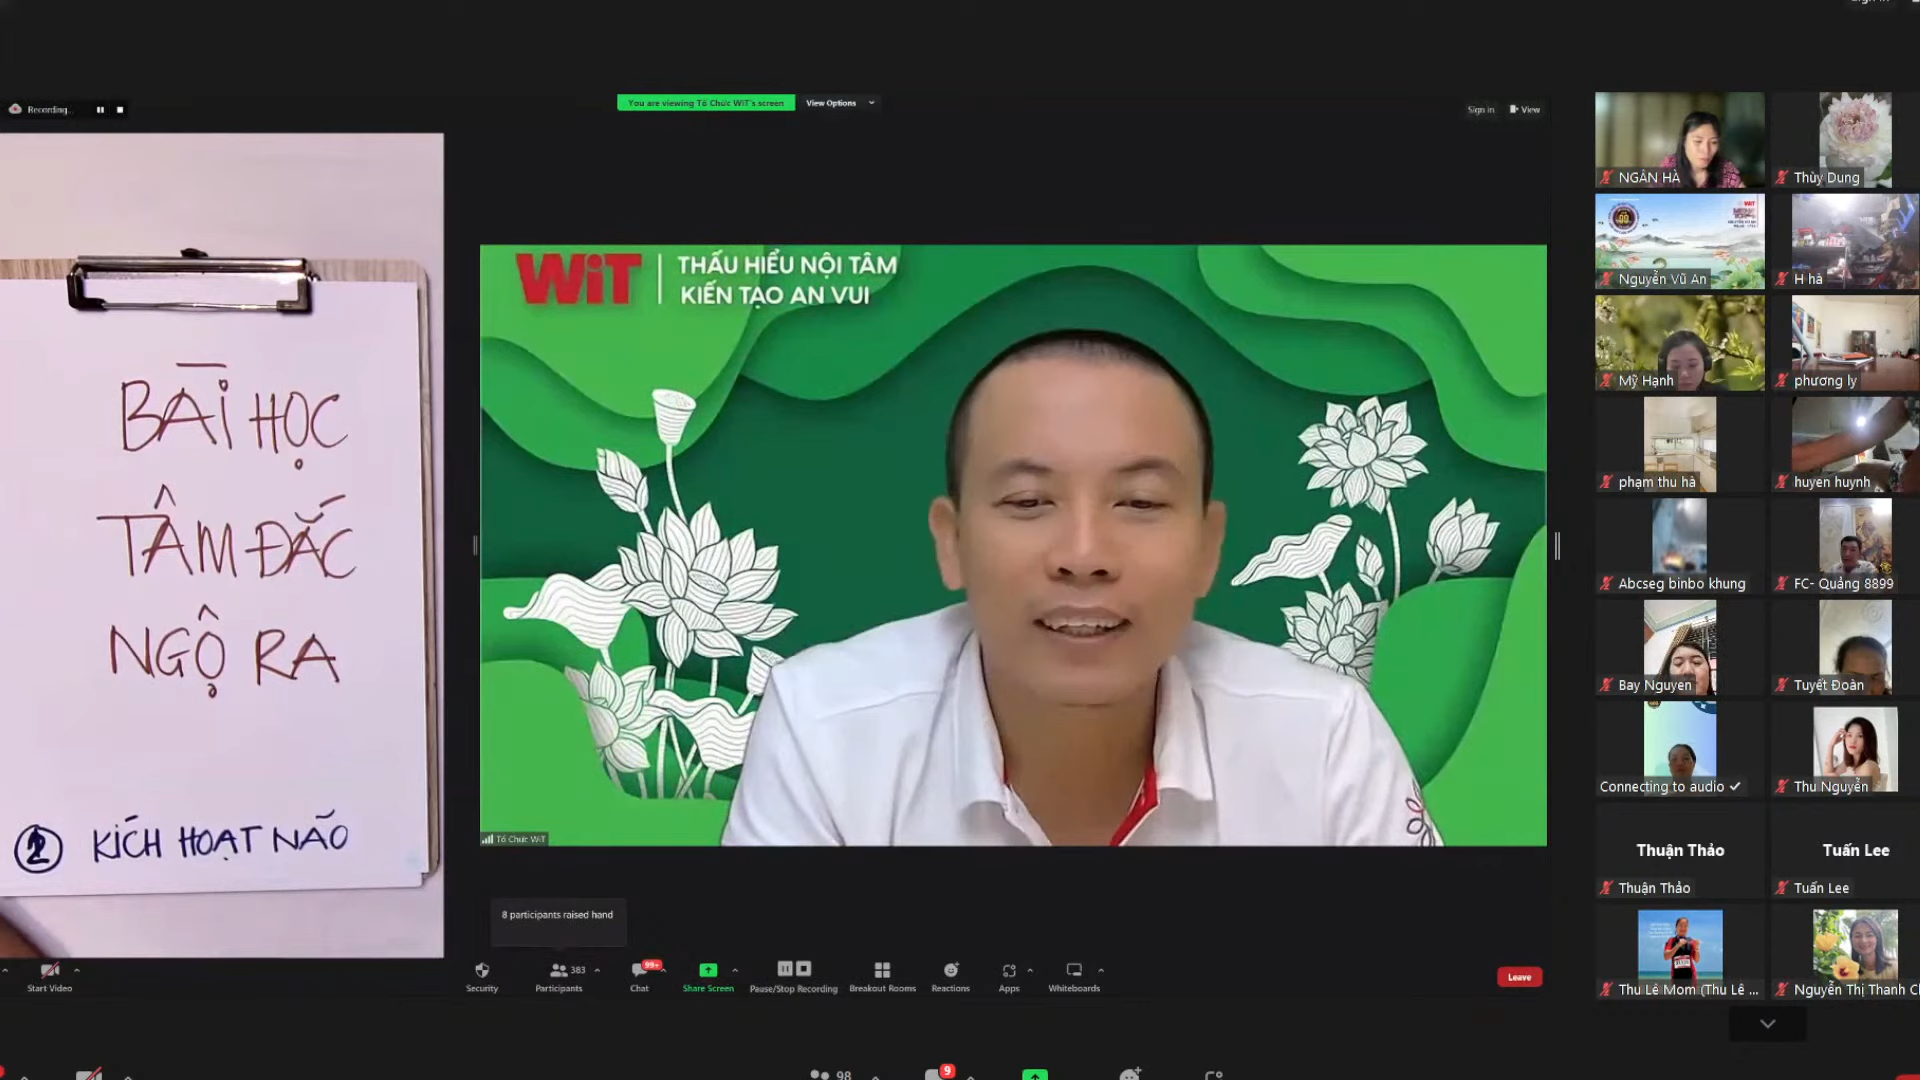 Recording...
You are viewing Tổ Chức WiT's screen
View Options
Sign in
View
BÀI HỌC
TÂM ĐẮC
NGỘ RA
2 KÍCH HOẠT NÃO
WiT
THẤU HIỂU NỘI TÂM
KIẾN TẠO AN VUI
Tổ Chức WiT
8 participants raised hand
Start Video
Security
383
Participants
99+
Chat
Share Screen
Pause/Stop Recording
Breakout Rooms
Reactions
Apps
Whiteboards
Leave
NGÂN HÀ
Thùy Dung
WiT
Nguyễn Vũ An
H hà
Mỹ Hạnh
phương ly
phạm thu hà
huyen huynh
Abcseg binbo khung
FC- Quảng 8899
Bay Nguyen
Tuyết Đoàn
Connecting to audio
Thu Nguyễn
Thuận Thảo
Tuấn Lee
Thuận Thảo
Tuấn Lee
Thu Lê Mom (Thu Lê ...
Nguyễn Thị Thanh
98
9